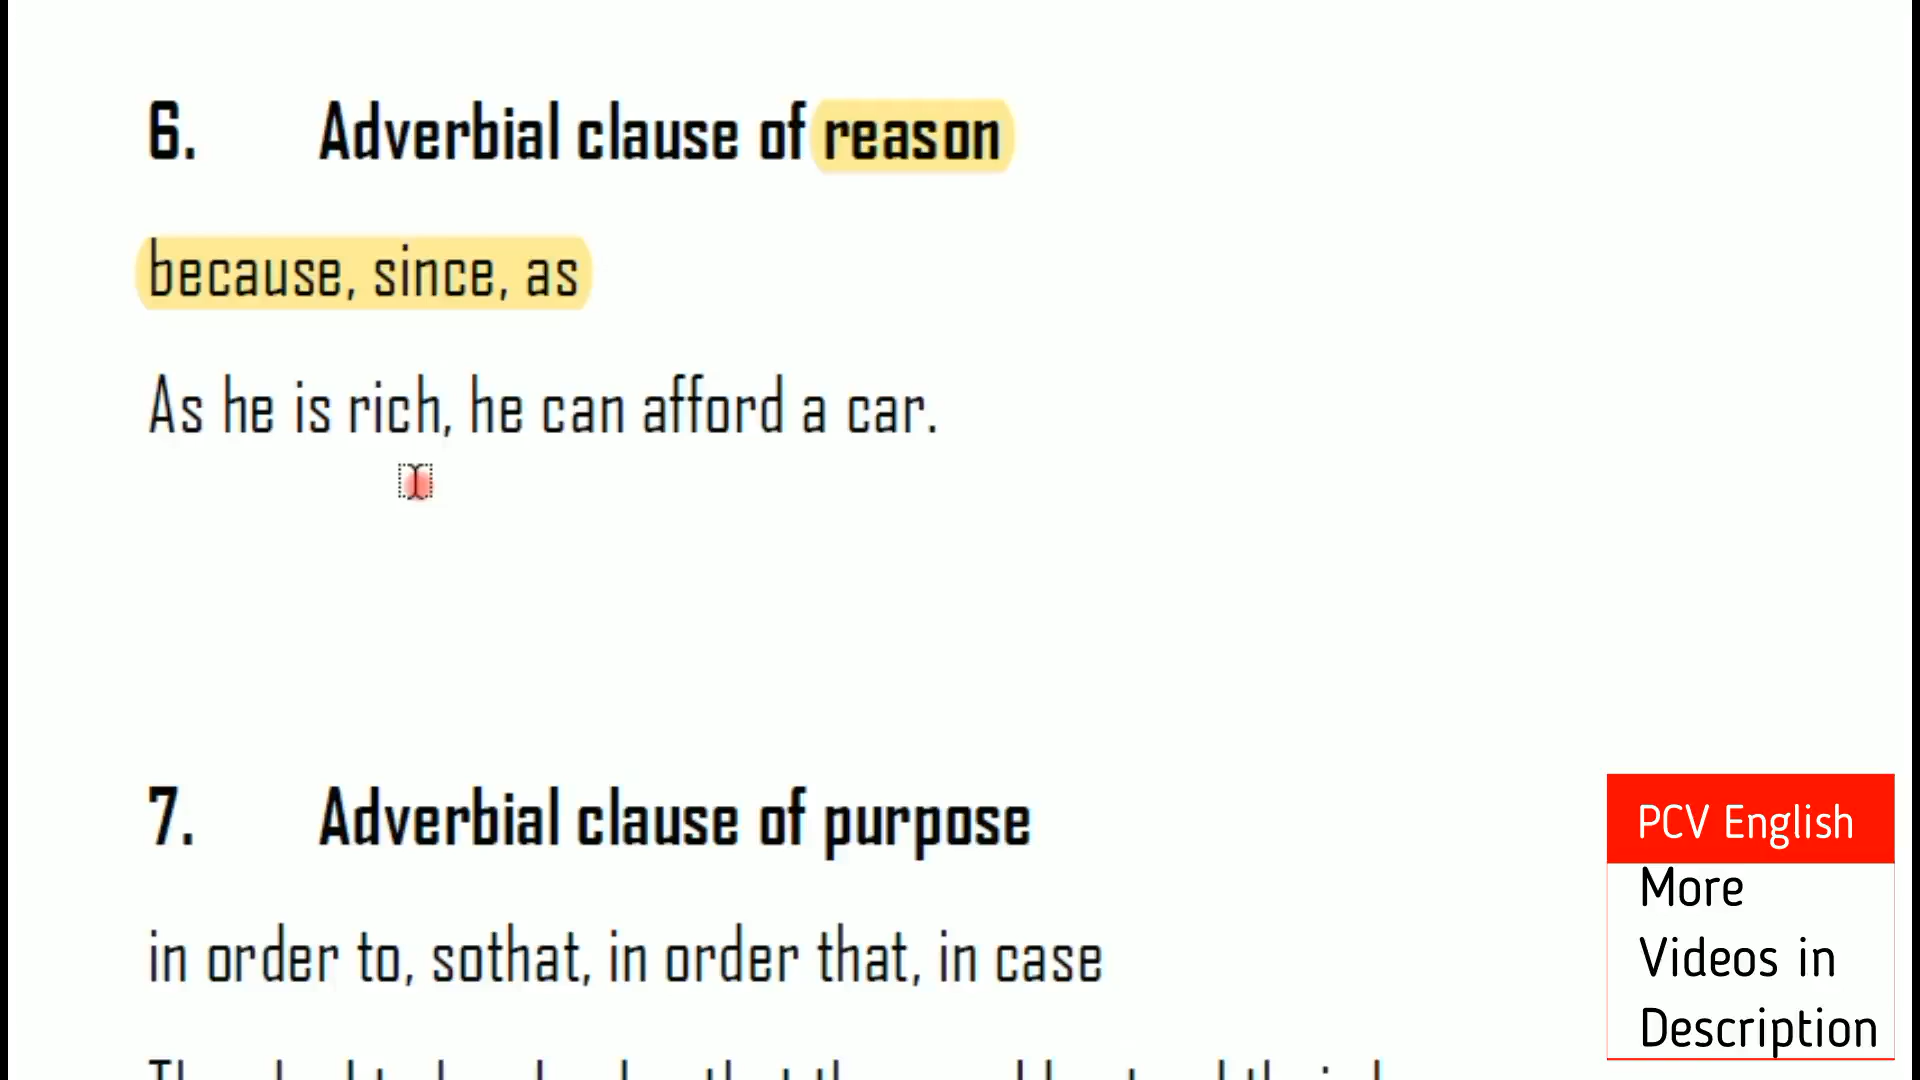 6. Adverbial clause of reason
because, since, as
As he is rich, he can afford a car.
7. Adverbial clause of purpose
in order to, sothat, in order that, in case
PCV English
More
Videos in
Description